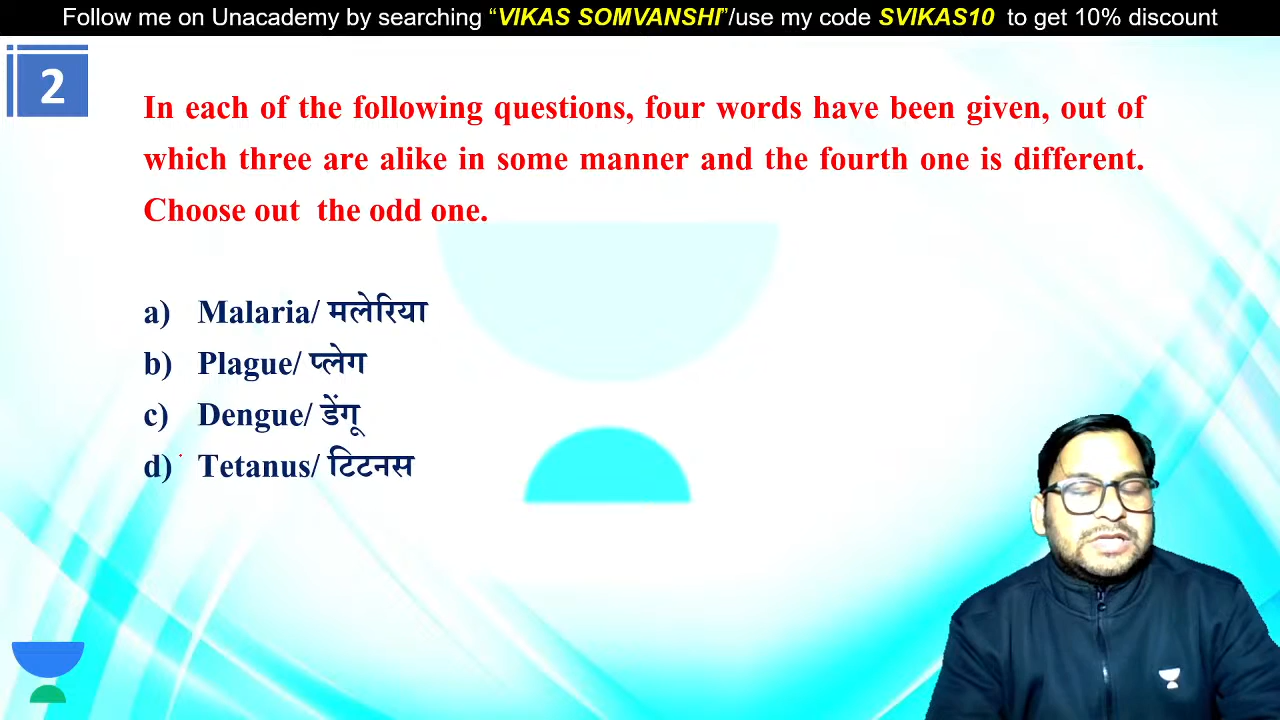 Follow me on Unacademy by searching “VIKAS SOMVANSHI”/use my code SVIKAS10 to get 10% discount
2
In each of the following questions, four words have been given, out of
which three are alike in some manner and the fourth one is different.
Choose out the odd one.
a) Malaria/ मलेरिया
b) Plague/ प्लेग
c) Dengue/ डेंगू
d) Tetanus/ टिटनस